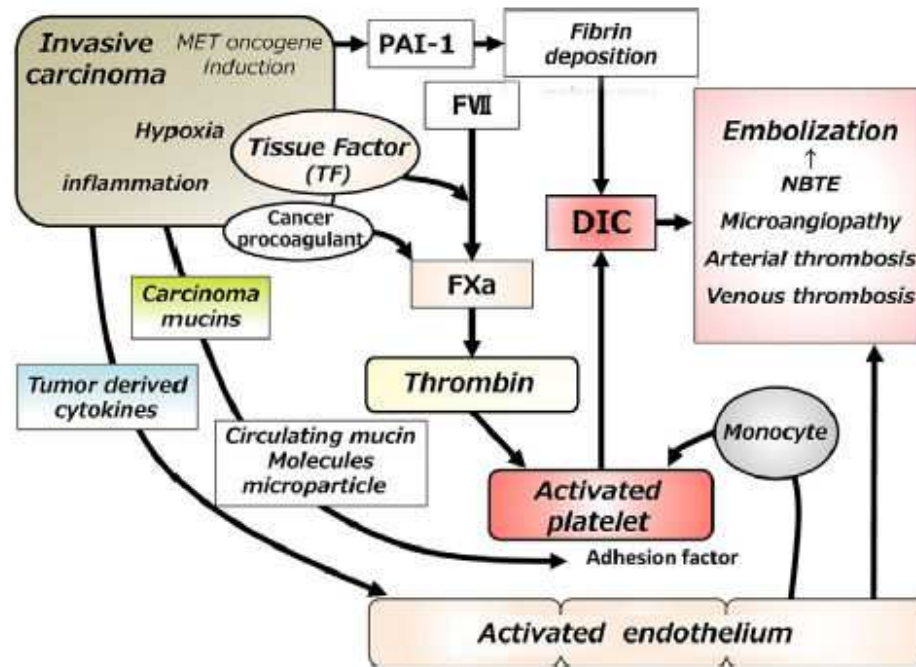 Invasive
carcinoma
MET oncogene
Induction
Hypoxia
inflammation
PAI-1
Fibrin
deposition
FⅦ
Tissue Factor
(TF)
Cancer
procoagulant
FXa
DIC
Embolization
↑
NBTE
Microangiopathy
Arterial thrombosis
Venous thrombosis
Carcinoma
mucins
Tumor derived
cytokines
Thrombin
Circulating mucin
Molecules
microparticle
Monocyte
Activated
platelet
Adhesion factor
Activated endothelium